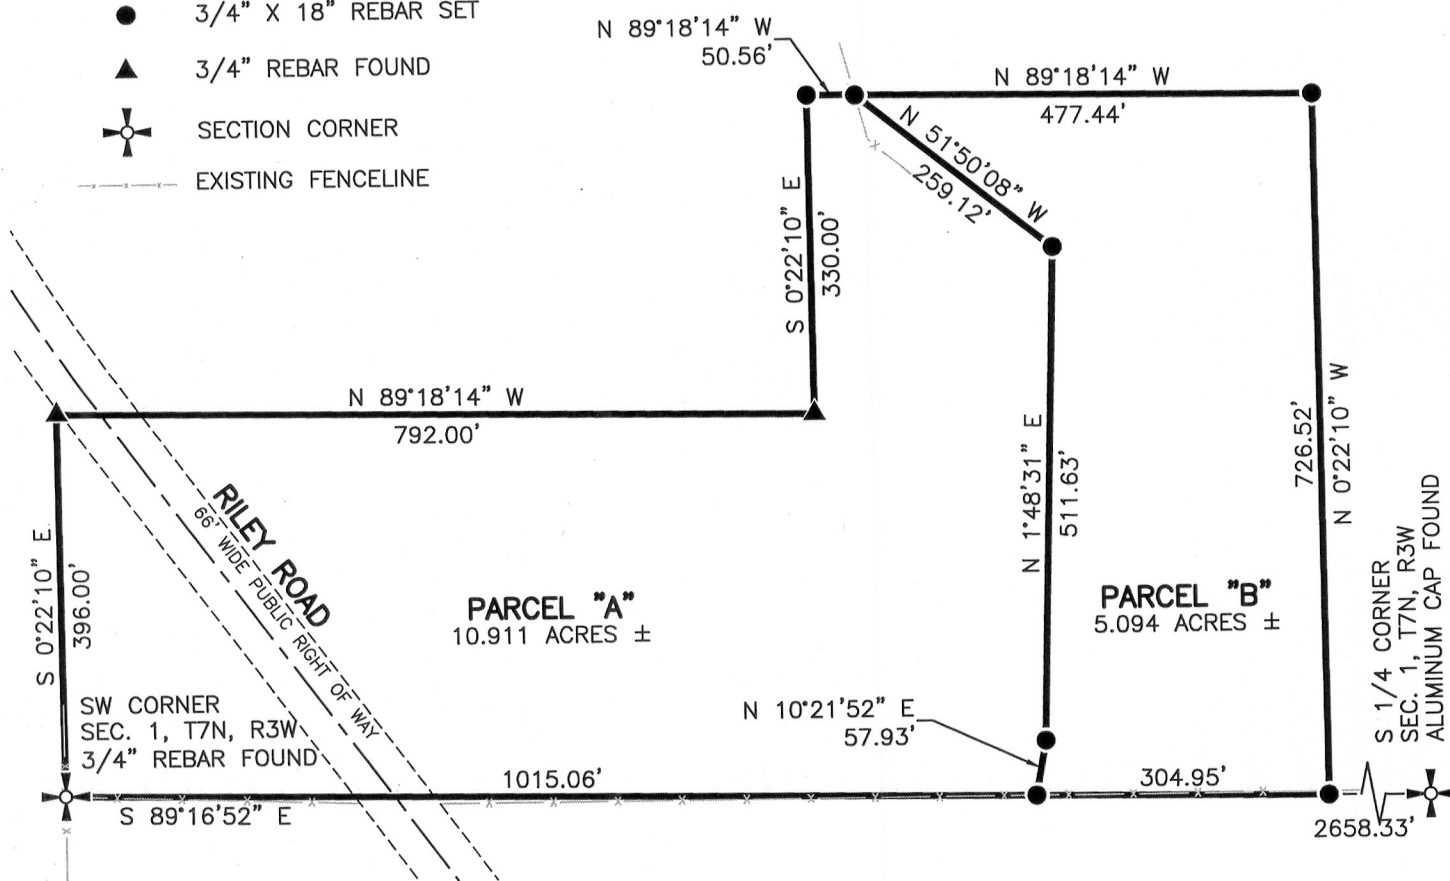 3/4” X 18” REBAR SET
3/4” REBAR FOUND
SECTION CORNER
EXISTING FENCELINE
N 89°18'14” W
50.56'
N 89°18'14” W
477.44'
N 51°50'08” W
259.12'
S 0°22'10” E
330.00'
N 89°18'14” W
792.00'
S 0°22'10” E
396.00'
RILEY ROAD
66' WIDE PUBLIC RIGHT OF WAY
PARCEL ”A”
10.911 ACRES ±
N 1°48'31” E
511.63'
PARCEL ”B”
5.094 ACRES ±
726.52'
N 0°22'10” W
S 1/4 CORNER
SEC. 1, T7N, R3W
ALUMINUM CAP FOUND
SW CORNER
SEC. 1, T7N, R3W
3/4” REBAR FOUND
N 10°21'52” E
57.93'
1015.06'
S 89°16'52” E
304.95'
2658.33'